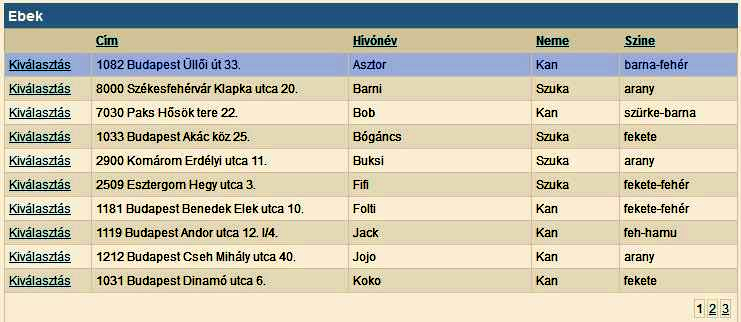 Ebek
Cím Hívónév Neme Színe
Kiválasztás 1082 Budapest Üllői út 33. Asztor Kan barna-fehér
Kiválasztás 8000 Székesfehérvár Klapka utca 20. Barni Szuka arany
Kiválasztás 7030 Paks Hősök tere 22. Bob Kan szürke-barna
Kiválasztás 1033 Budapest Akác köz 25. Bógáncs Szuka fekete
Kiválasztás 2900 Komárom Erdélyi utca 11. Buksi Szuka arany
Kiválasztás 2509 Esztergom Hegy utca 3. Fifi Szuka fekete-fehér
Kiválasztás 1181 Budapest Benedek Elek utca 10. Folti Kan fekete-fehér
Kiválasztás 1119 Budapest Andor utca 12. I/4. Jack Kan feh-hamu
Kiválasztás 1212 Budapest Cseh Mihály utca 40. Jojo Kan arany
Kiválasztás 1031 Budapest Dinamó utca 6. Koko Kan fekete
1 2 3